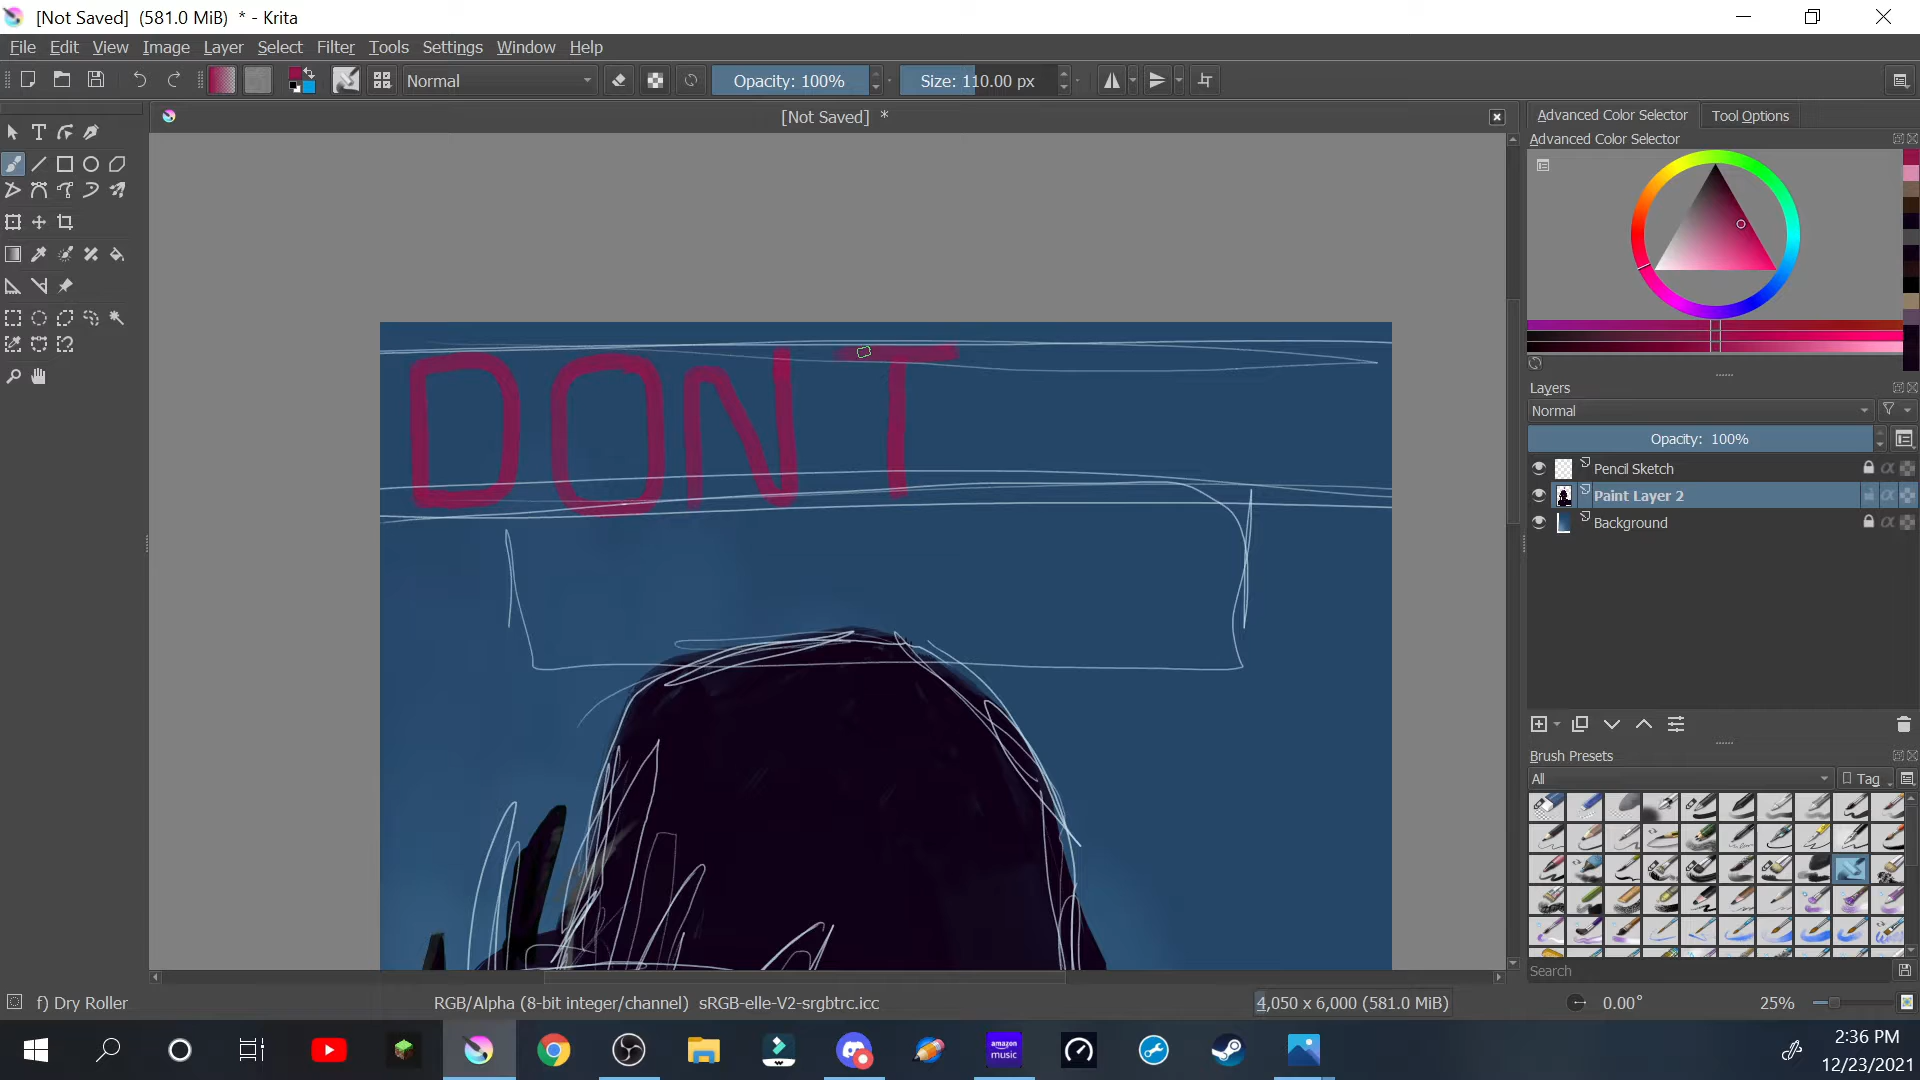 [Not Saved]  (581.0 MiB)  * - Krita
File Edit View Image Layer Select Filter Tools Settings Window Help
Normal
Opacity: 100%
Size: 110.00 px
[Not Saved]  *
Advanced Color Selector
Tool Options
Advanced Color Selector
DONT
Layers
Normal
Opacity:  100%
Pencil Sketch
Paint Layer 2
Background
Brush Presets
All
Tag
Search
f) Dry Roller
RGB/Alpha (8-bit integer/channel)  sRGB-elle-V2-srgbtrc.icc
4,050 x 6,000 (581.0 MiB)
0.00°
25%
amazon
music
2:36 PM
12/23/2021